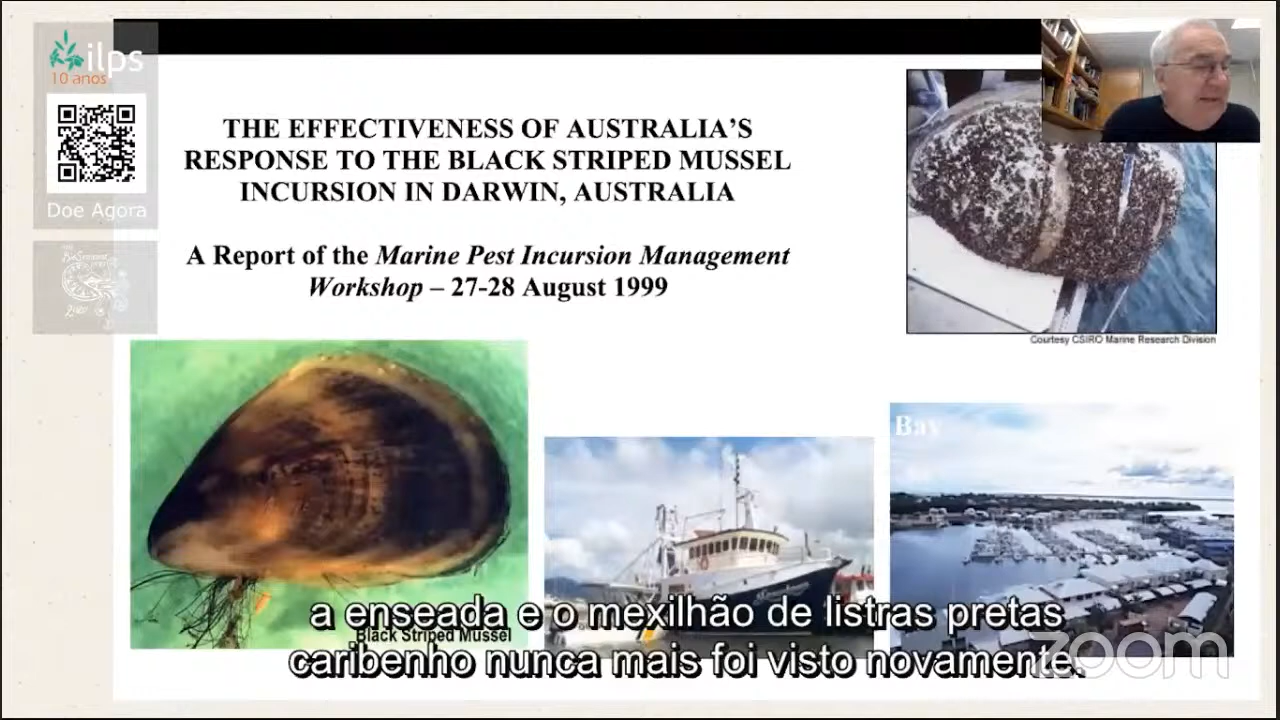 ilps
10 anos
Doe Agora
THE EFFECTIVENESS OF AUSTRALIA'S
RESPONSE TO THE BLACK STRIPED MUSSEL
INCURSION IN DARWIN, AUSTRALIA
A Report of the Marine Pest Incursion Management
Workshop – 27-28 August 1999
Courtesy CSIRO Marine Research Division
Bay
Black Striped Mussel
a enseada e o mexilhão de listras pretas
caribenho nunca mais foi visto novamente.
zoom